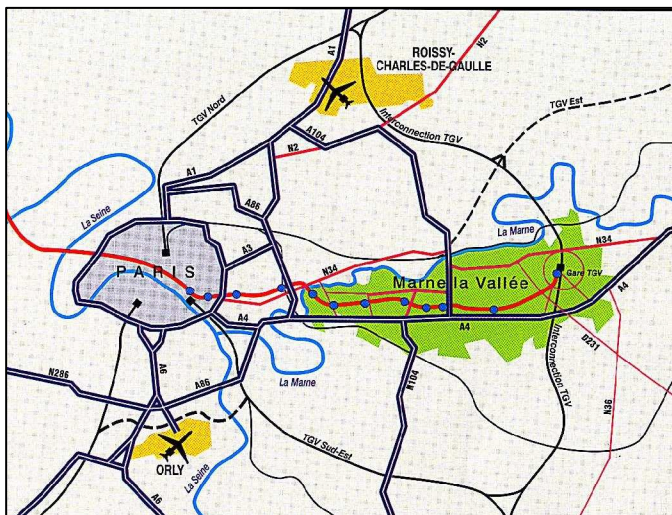 A1
ROISSY-
CHARLES-DE-GAULLE
N2
TGV Nord
TGV Est
Interconnection TGV
A104
N2
A1
La Seine
A86
La Marne
N34
A3
PARIS
N34
Marne la Vallée
Gare TGV
A4
A4
A4
D231
La Marne
N286
A6
A86
N104
Interconnection TGV
N36
TGV Sud-Est
ORLY
La Seine
A6